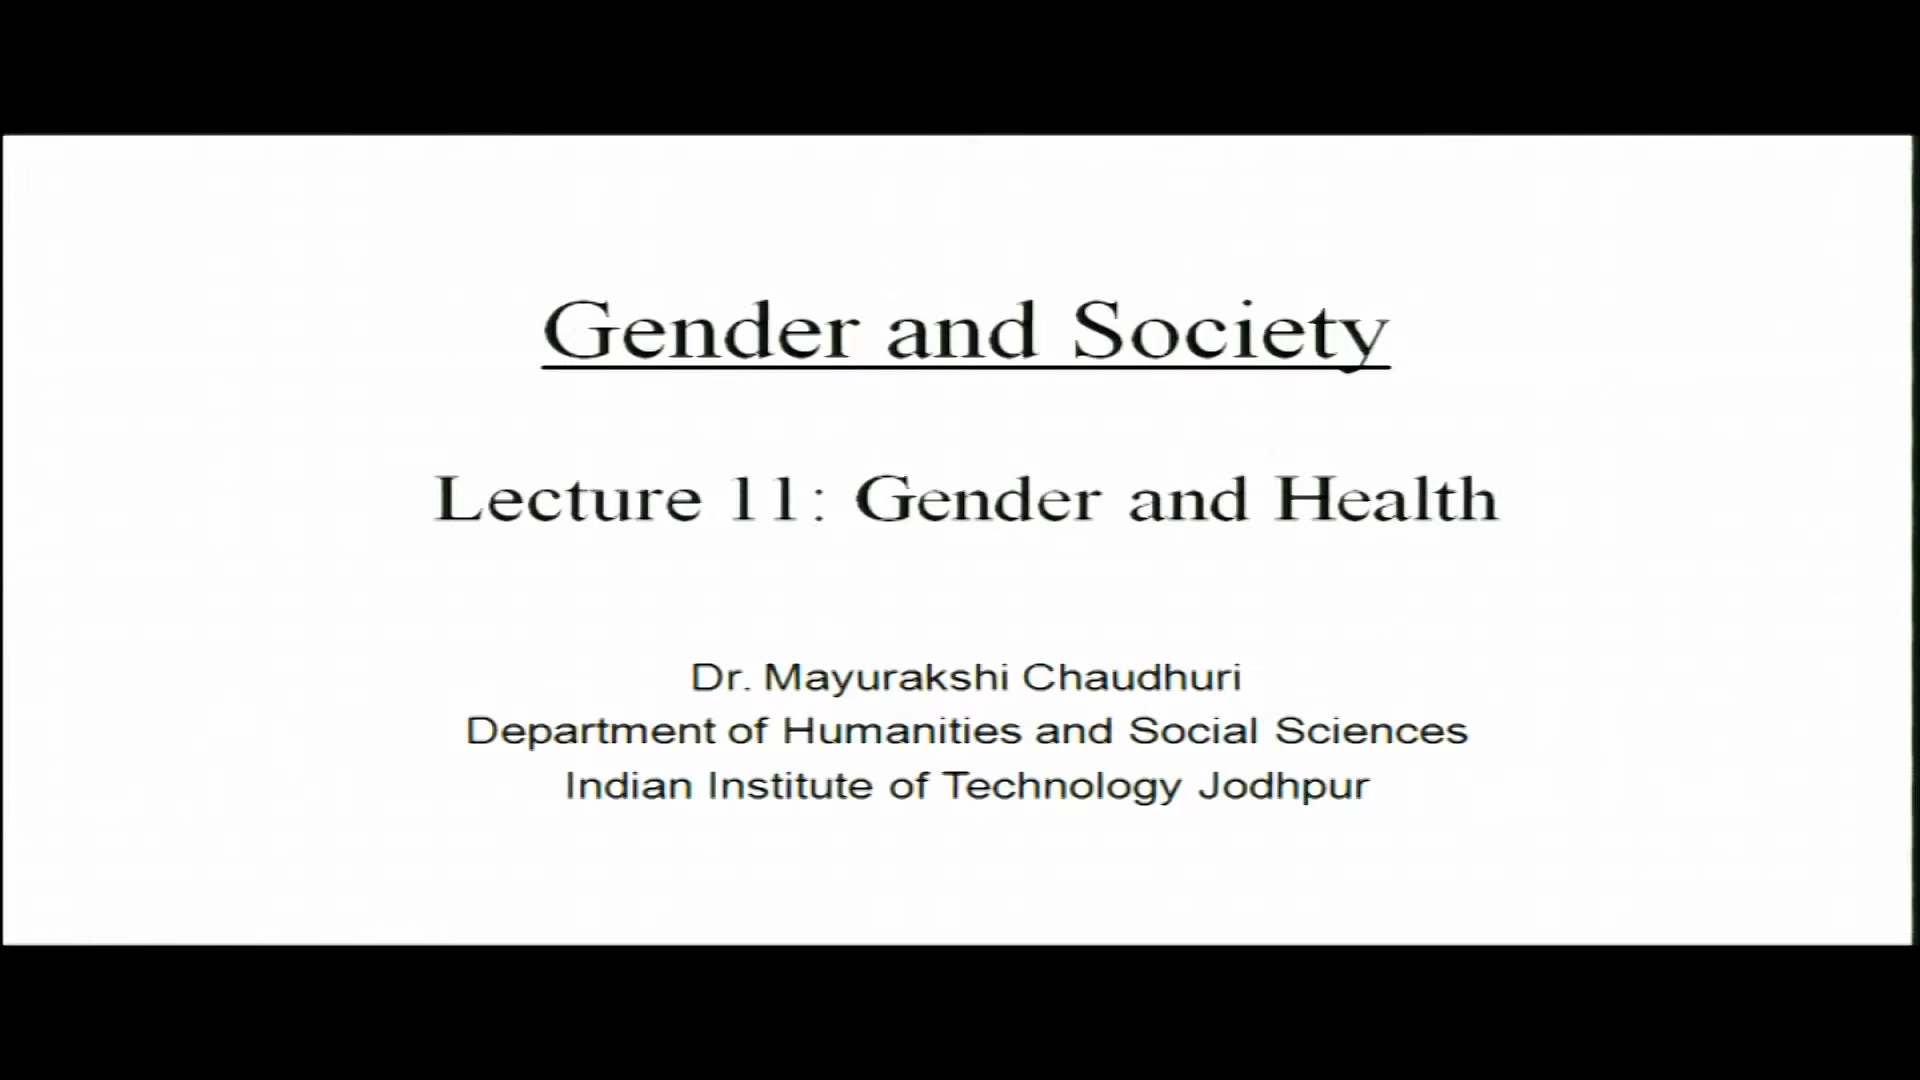 Gender and Society
Lecture 11: Gender and Health
Dr. Mayurakshi Chaudhuri
Department of Humanities and Social Sciences
Indian Institute of Technology Jodhpur